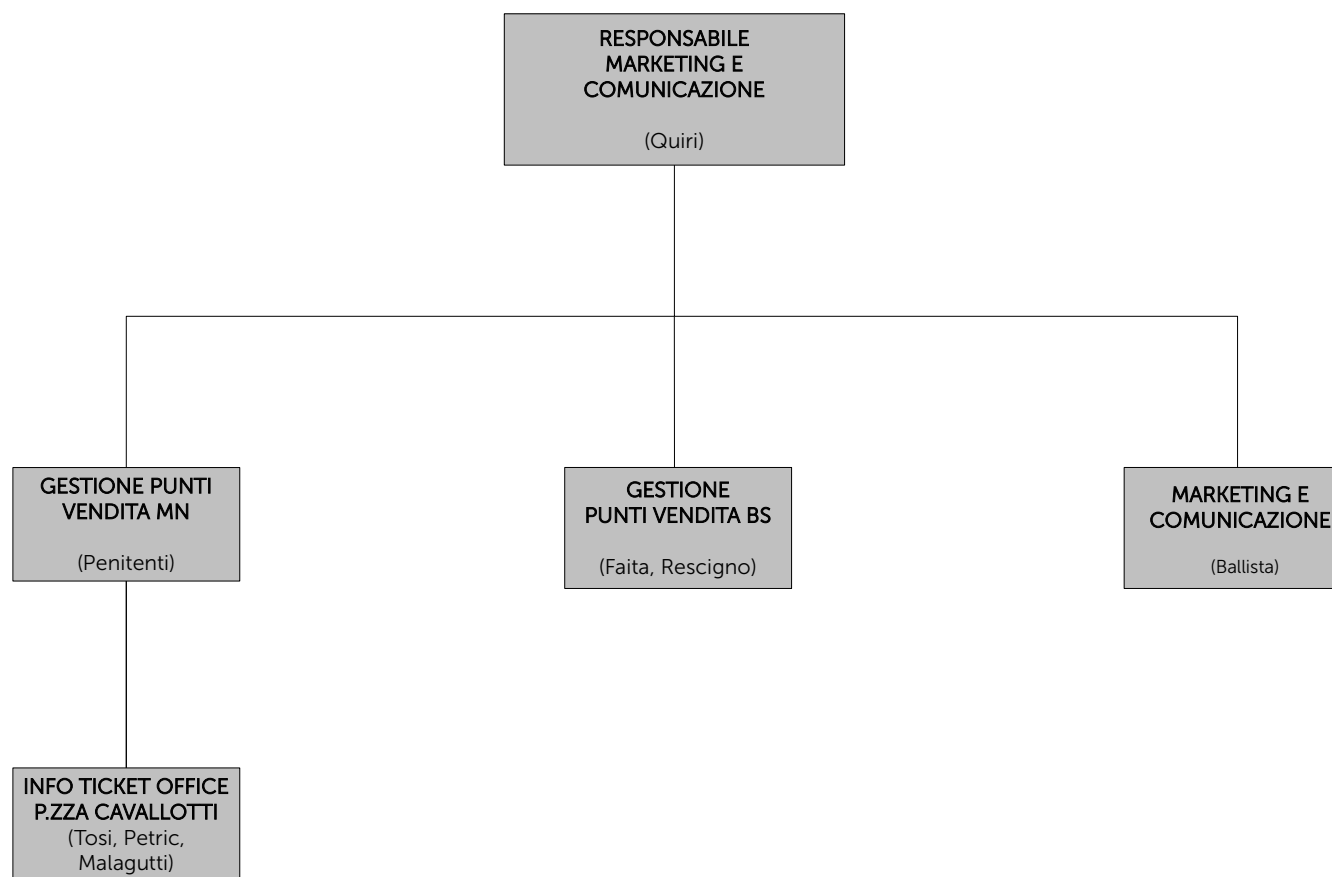 RESPONSABILE
MARKETING E
COMUNICAZIONE
(Quiri)
GESTIONE PUNTI
VENDITA MN
(Penitenti)
GESTIONE
PUNTI VENDITA BS
(Faita, Rescigno)
MARKETING E
COMUNICAZIONE
(Ballista)
INFO TICKET OFFICE
P.ZZA CAVALLOTTI
(Tosi, Petric,
Malagutti)